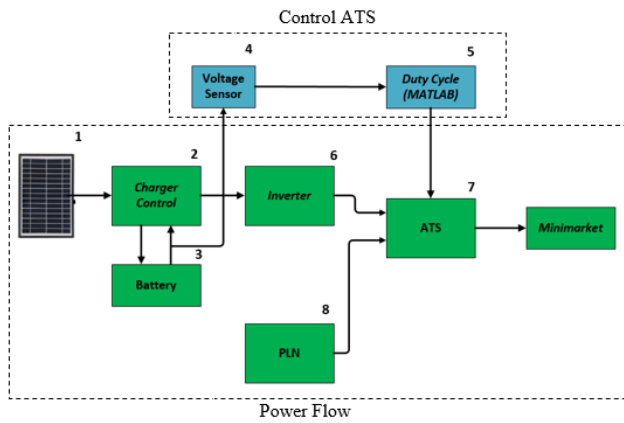 Control ATS
4
5
Voltage
Sensor
Duty Cycle
(MATLAB)
1
2
6
7
Charger
Control
Inverter
ATS
Minimarket
3
Battery
8
PLN
Power Flow